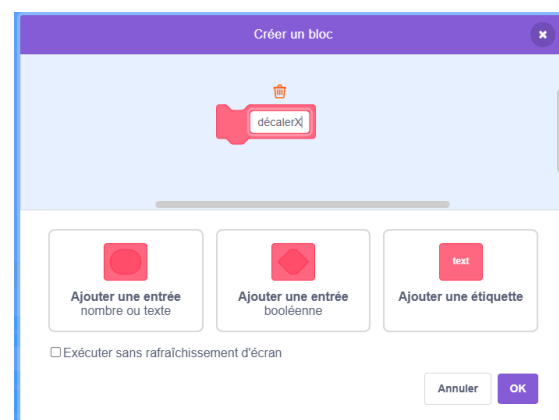 Créer un bloc
décalerX
text
Ajouter une entrée
nombre ou texte
Ajouter une entrée
booléenne
Ajouter une étiquette
Exécuter sans rafraîchissement d'écran
Annuler
OK